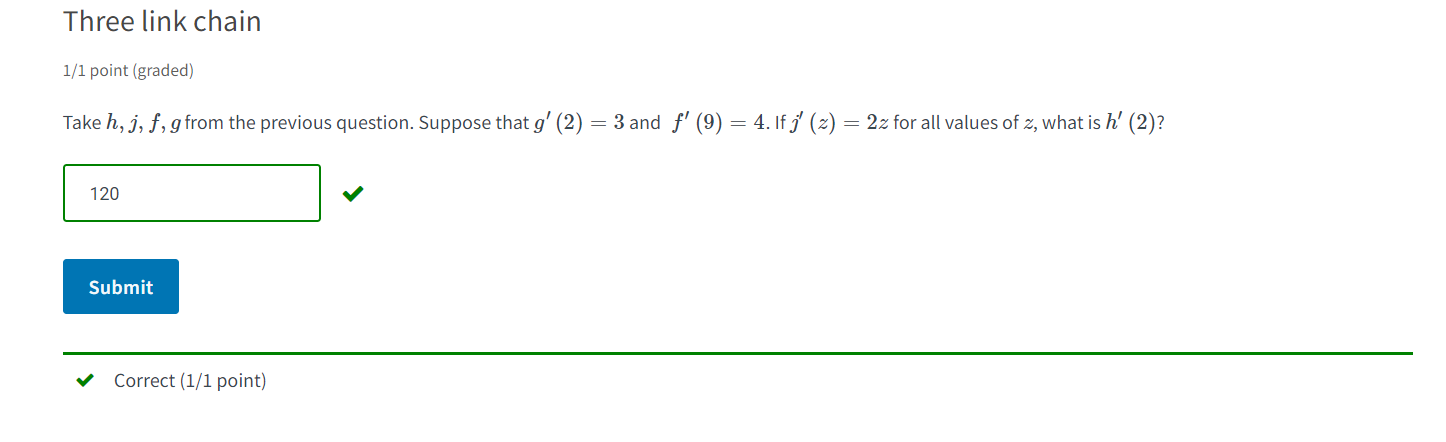 Three link chain
1/1 point (graded)
Take h, j, f, g from the previous question. Suppose that g′ (2) = 3 and f′ (9) = 4. If j′ (z) = 2z for all values of z, what is h′ (2)?
120
Submit
Correct (1/1 point)